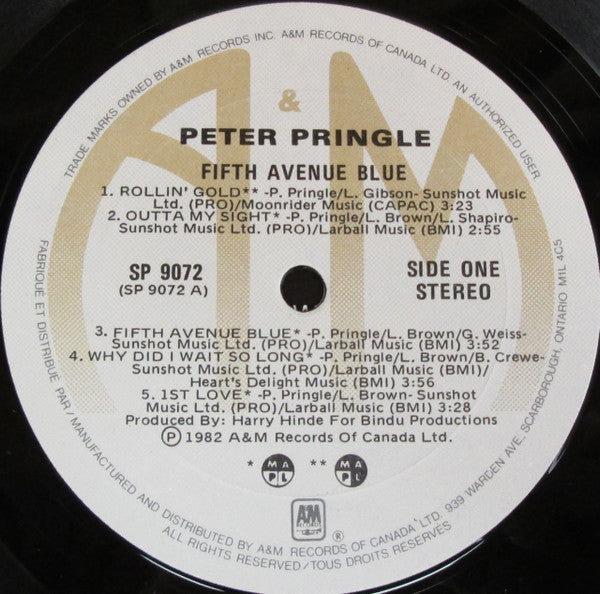 TRADE MARKS OWNED BY A&M RECORDS INC. A&M RECORDS OF CANADA LTD. AN AUTHORIZED USER
A & M
PETER PRINGLE
FIFTH AVENUE BLUE
1. ROLLIN' GOLD** -P. Pringle/L. Gibson- Sunshot Music
Ltd. (PRO)/Moonrider Music (CAPAC) 3:23
2. OUTTA MY SIGHT* -P. Pringle/L. Brown/L. Shapiro-
Sunshot Music Ltd. (PRO)/Larball Music (BMI) 2:55
SP 9072
(SP 9072 A)
SIDE ONE
STEREO
3. FIFTH AVENUE BLUE* -P. Pringle/L. Brown/G. Weiss-
Sunshot Music Ltd. (PRO)/Larball Music (BMI) 3:52
4. WHY DID I WAIT SO LONG* -P. Pringle/L. Brown/B. Crewe-
Sunshot Music Ltd. (PRO)/Larball Music (BMI)/
Heart's Delight Music (BMI) 3:56
5. 1ST LOVE* -P. Pringle/L. Brown- Sunshot
Music Ltd. (PRO)/Larball Music (BMI) 3:28
Produced By: Harry Hinde For Bindu Productions
Ⓟ 1982 A&M Records Of Canada Ltd.
* M A P L ** M A P L
A&M RECORDS ®
FABRIQUÉ ET DISTRIBUÉ PAR / MANUFACTURED AND DISTRIBUTED BY A&M RECORDS OF CANADA LTD. 939 WARDEN AVE, SCARBOROUGH, ONTARIO M1L 4C5
ALL RIGHTS RESERVED / TOUS DROITS RESERVÉS